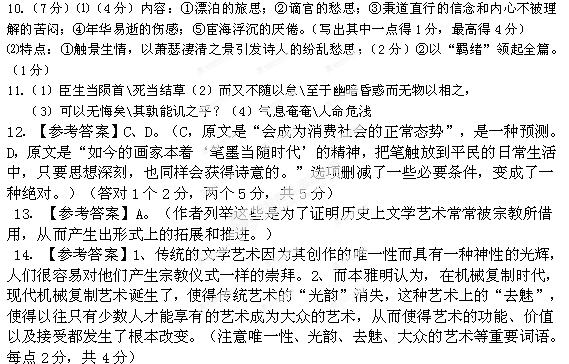 10.（7分）⑴（4分）内容：①漂泊的旅思；②谪官的愁思；③秉道直行的信念和内心不被理
解的苦闷；④年华易逝的伤感；⑤宦海浮沉的厌倦。（写出其中一点得1分，最高得4分）
⑵特点：①触景生情，以萧瑟凄清之景引发诗人的纷乱愁思；（2分）②以“羁绪”领起全篇。
（1分）
11.（1）臣生当陨首\死当结草（2）而又不随以怠\至于幽暗昏惑而无物以相之，
（3）可以无悔矣\其孰能讥之乎？（4）气息奄奄\人命危浅
12. 【参考答案】C、D。（C，原文是“会成为消费社会的正常态势”，是一种预测。
D，原文是“如今的画家本着‘笔墨当随时代’的精神，把笔触放到平民的日常生活
中，只要思想深刻，也同样会获得诗意的。”选项删减了一些必要条件，变成了一
种绝对。）（答对1个2分，两个5分，共5分）
13. 【参考答案】A。（作者列举这些是为了证明历史上文学艺术常常被宗教所借
用，从而产生出形式上的拓展和推进。）
14. 【参考答案】1、传统的文学艺术因为其创作的唯一性而具有一种神性的光辉，
人们很容易对他们产生宗教仪式一样的崇拜。2、而本雅明认为，在机械复制时代，
现代机械复制艺术诞生了，使得传统艺术的“光韵”消失，这种艺术上的“去魅”，
使得以往只有少数人才能享有的艺术成为大众的艺术，从而使得艺术的功能、价值
以及接受都发生了根本改变。（注意唯一性、光韵、去魅、大众的艺术等重要词语。
每点2分，共4分）